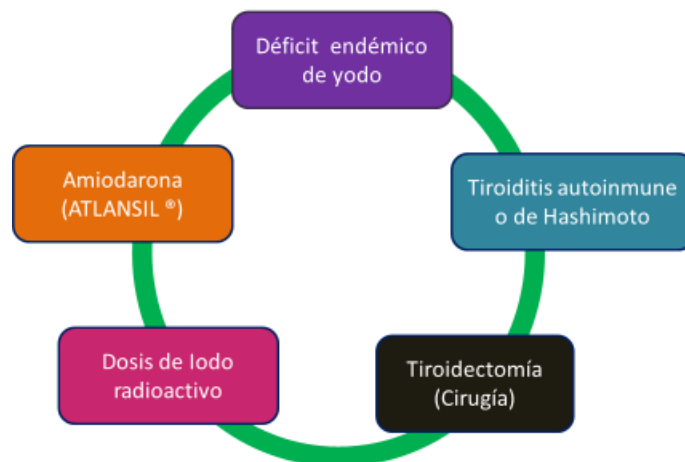 Déficit endémico
de yodo
Tiroiditis autoinmune
o de Hashimoto
Tiroidectomía
(Cirugía)
Dosis de Iodo
radioactivo
Amiodarona
(ATLANSIL ®)